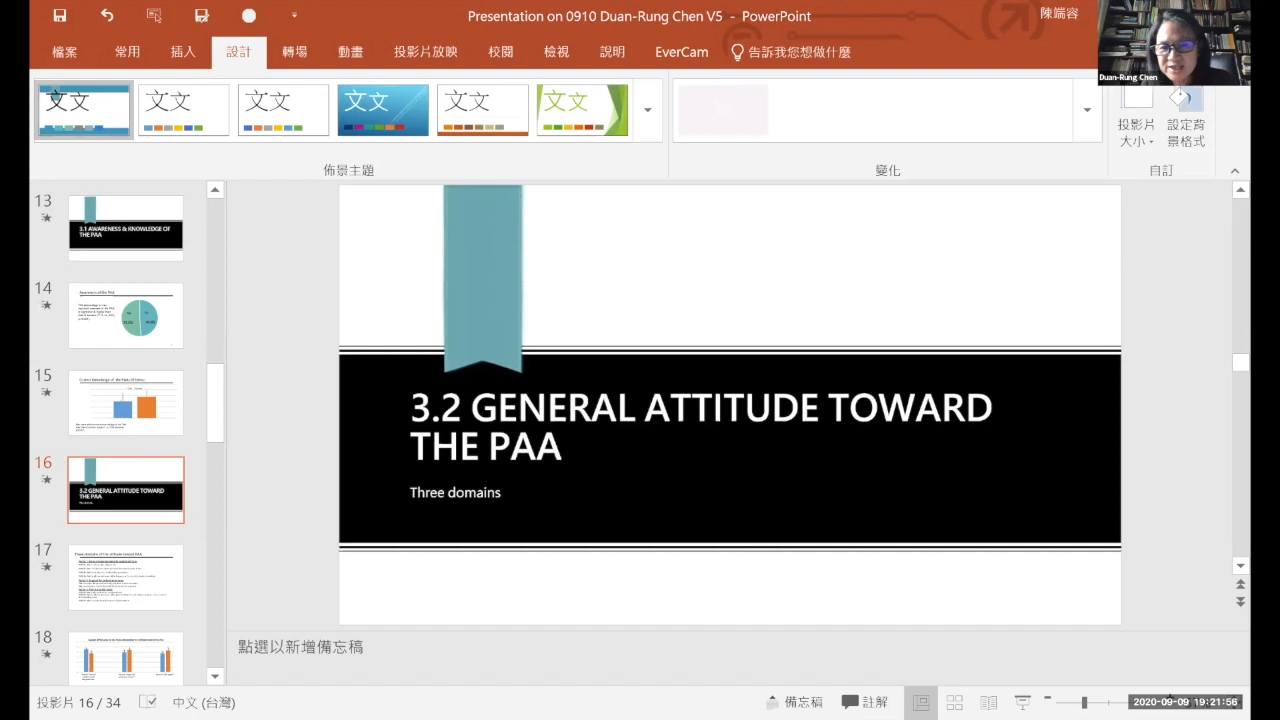 Presentation on 0910 Duan-Rung Chen V5 - PowerPoint
陳端容
檔案 常用 插入 設計 轉場 動畫 投影片放映 校閱 檢視 說明 EverCam 告訴我您想做什麼
Duan-Rung Chen
文文 文文 文文 文文 文文 文文
投影片大小
設定背景格式
佈景主題 變化 自訂
13
3.1 AWARENESS & KNOWLEDGE OF
THE PAA
14
Awareness of the PAA
15
16
3.2 GENERAL ATTITUDE TOWARD
THE PAA
17
18
3.2 GENERAL ATTITUDE TOWARD
THE PAA
Three domains
點選以新增備忘稿
投影片 16 / 34 中文 (台灣) 備忘稿 註解 2020-09-09 19:21:56